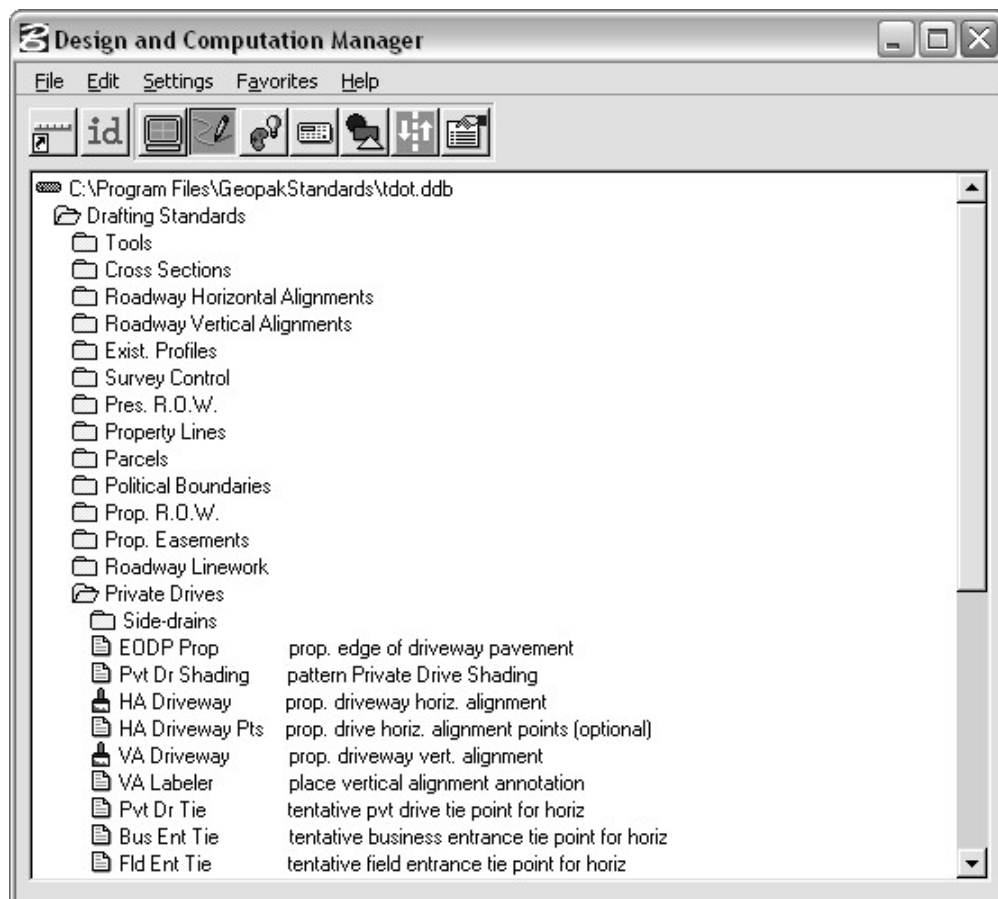 Design and Computation Manager
File Edit Settings Favorites Help
id
C:\Program Files\GeopakStandards\tdot.ddb
Drafting Standards
Tools
Cross Sections
Roadway Horizontal Alignments
Roadway Vertical Alignments
Exist. Profiles
Survey Control
Pres. R.O.W.
Property Lines
Parcels
Political Boundaries
Prop. R.O.W.
Prop. Easements
Roadway Linework
Private Drives
Side-drains
EODP Prop prop. edge of driveway pavement
Pvt Dr Shading pattern Private Drive Shading
HA Driveway prop. driveway horiz. alignment
HA Driveway Pts prop. drive horiz. alignment points (optional)
VA Driveway prop. driveway vert. alignment
VA Labeler place vertical alignment annotation
Pvt Dr Tie tentative pvt drive tie point for horiz
Bus Ent Tie tentative business entrance tie point for horiz
Fld Ent Tie tentative field entrance tie point for horiz